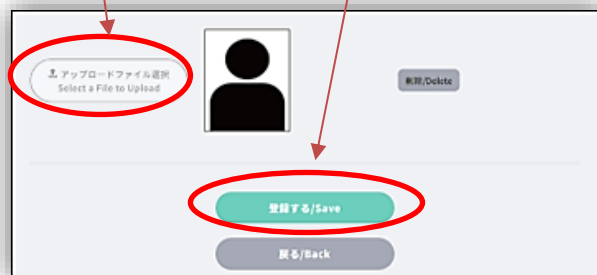 アップロードファイル選択
Select a File to Upload
削除/Delete
登録する/Save
戻る/Back